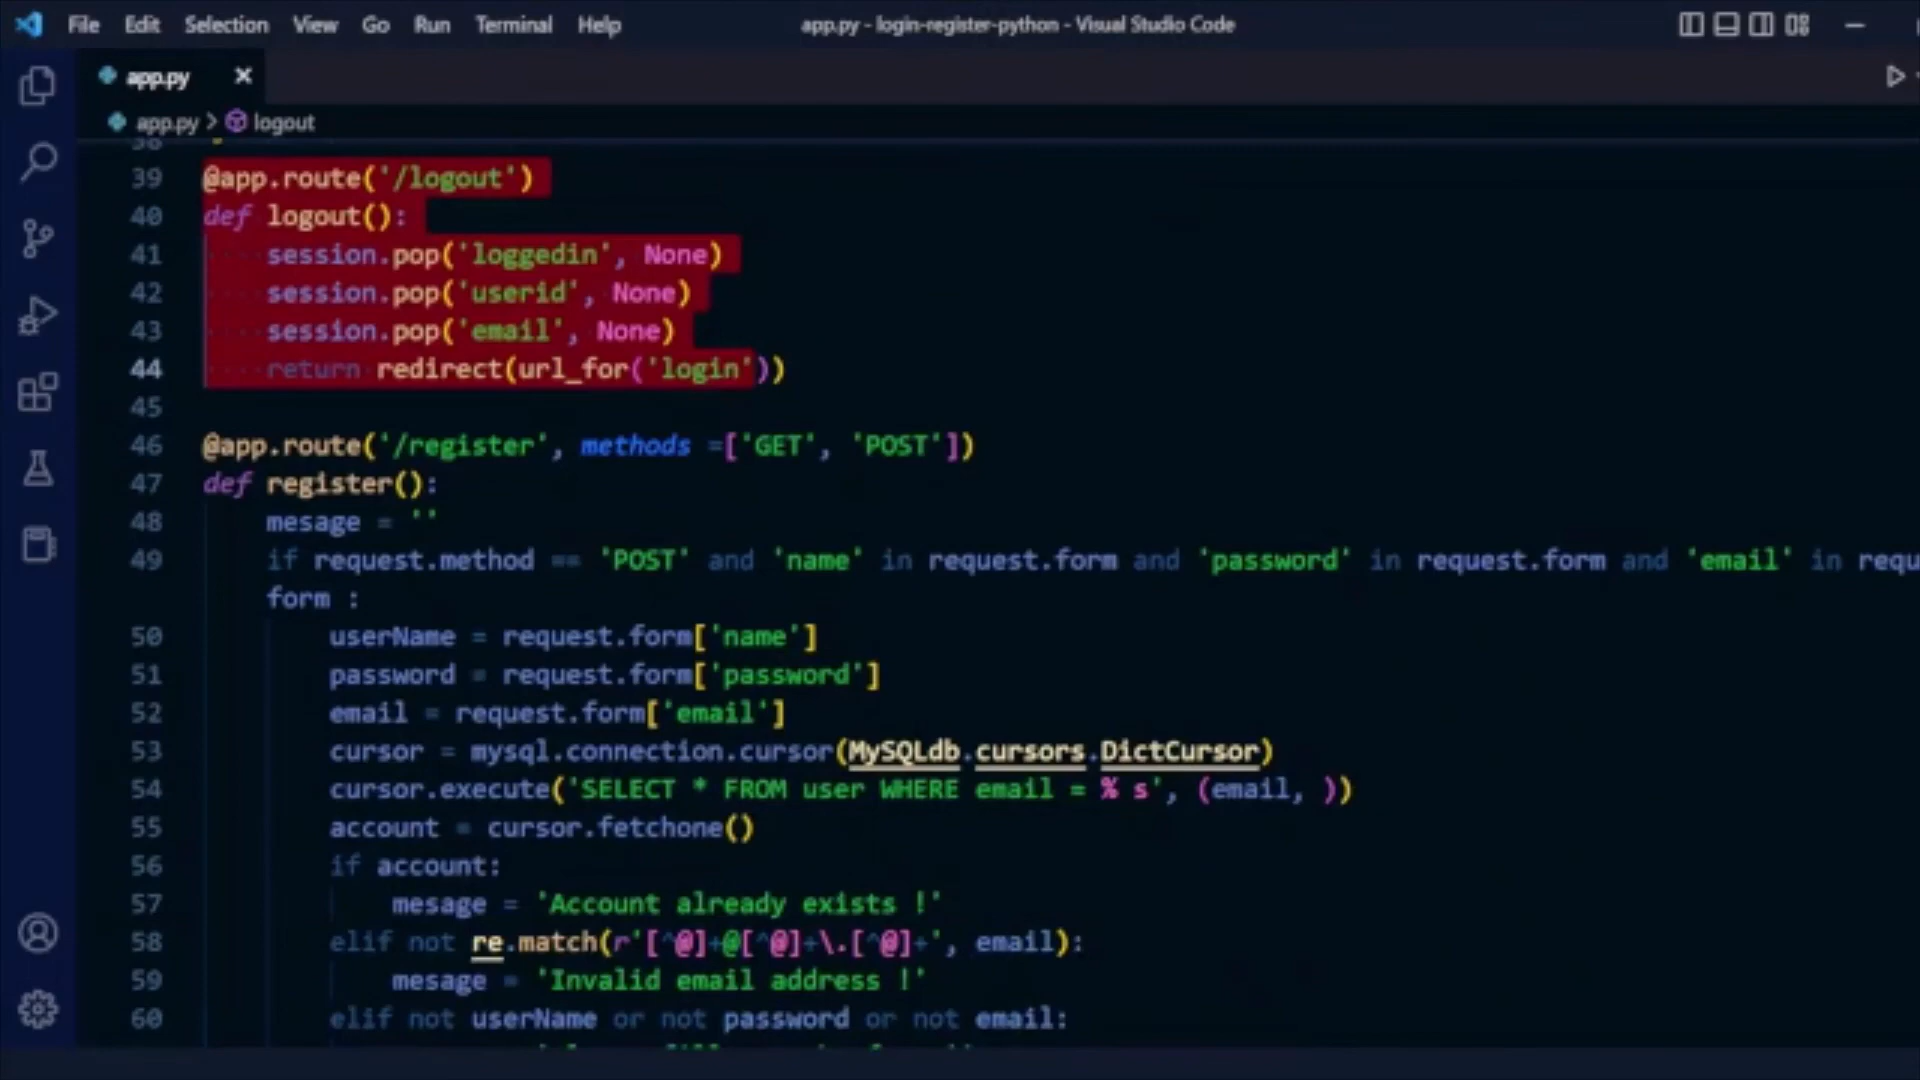 File Edit Selection View Go Run Terminal Help app.py - login-register-python - Visual Studio Code
app.py
app.py > logout
38
39 @app.route('/logout')
40 def logout():
41 session.pop('loggedin', None)
42 session.pop('userid', None)
43 session.pop('email', None)
44 return redirect(url_for('login'))
45
46 @app.route('/register', methods =['GET', 'POST'])
47 def register():
48 mesage = ''
49 if request.method == 'POST' and 'name' in request.form and 'password' in request.form and 'email' in requ
form :
50 userName = request.form['name']
51 password = request.form['password']
52 email = request.form['email']
53 cursor = mysql.connection.cursor(MySQLdb.cursors.DictCursor)
54 cursor.execute('SELECT * FROM user WHERE email = % s', (email, ))
55 account = cursor.fetchone()
56 if account:
57 mesage = 'Account already exists !'
58 elif not re.match(r'[^@]+@[^@]+\.[^@]+', email):
59 mesage = 'Invalid email address !'
60 elif not userName or not password or not email: